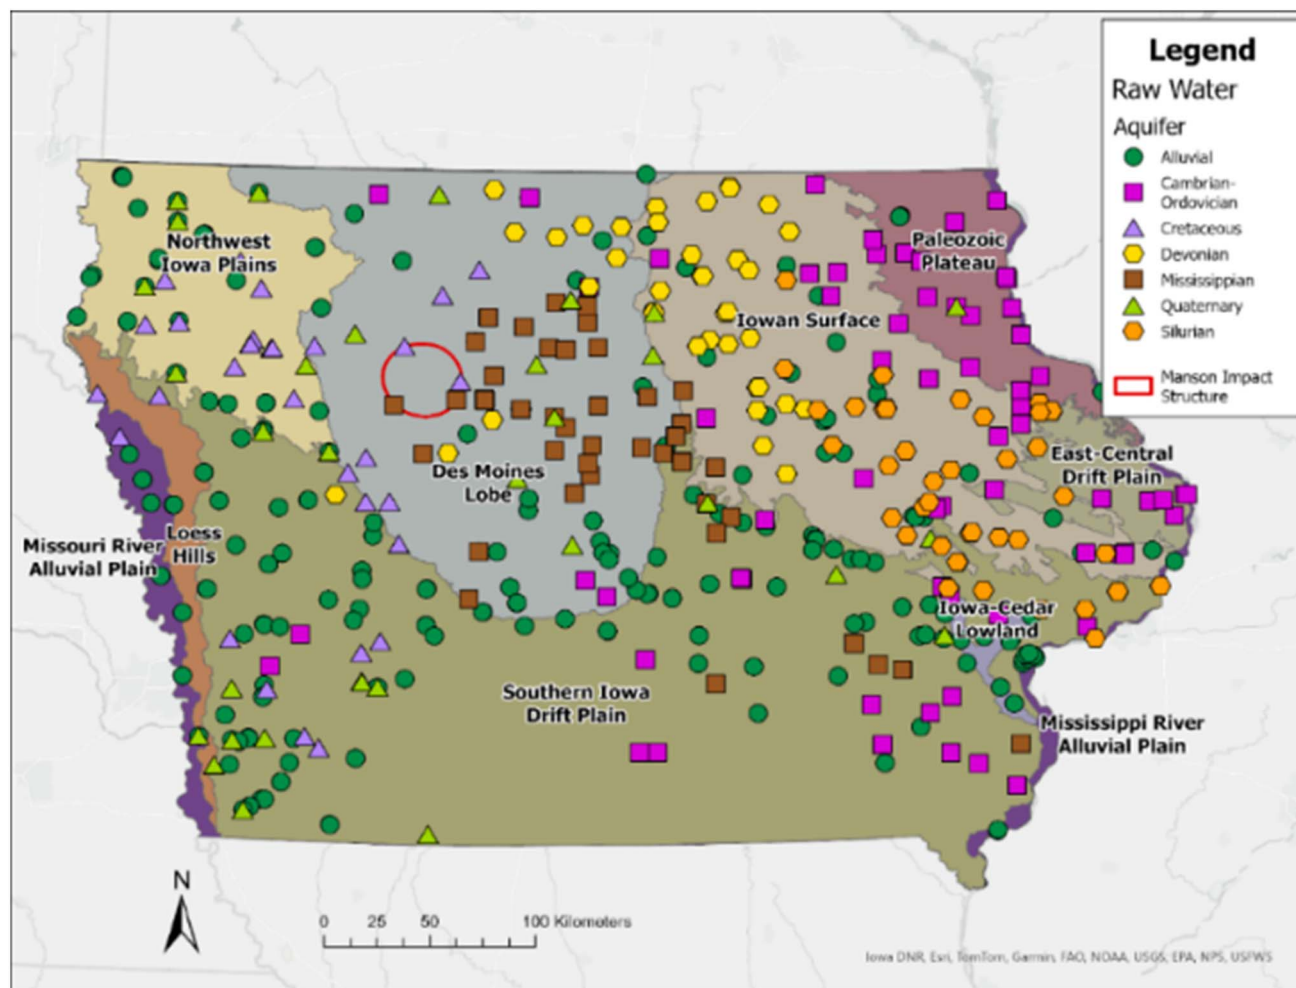 Legend
Raw Water
Aquifer
Alluvial
Cambrian-
Ordovician
Cretaceous
Devonian
Mississippian
Quaternary
Silurian
Manson Impact
Structure
Northwest
Iowa Plains
Paleozoic
Plateau
Iowan Surface
Des Moines
Lobe
East-Central
Drift Plain
Loess
Hills
Missouri River
Alluvial Plain
Iowa-Cedar
Lowland
Southern Iowa
Drift Plain
Mississippi River
Alluvial Plain
N
0 25 50 100 Kilometers
Iowa DNR, Esri, TomTom, Garmin, FAO, NOAA, USGS, EPA, NPS, USFWS